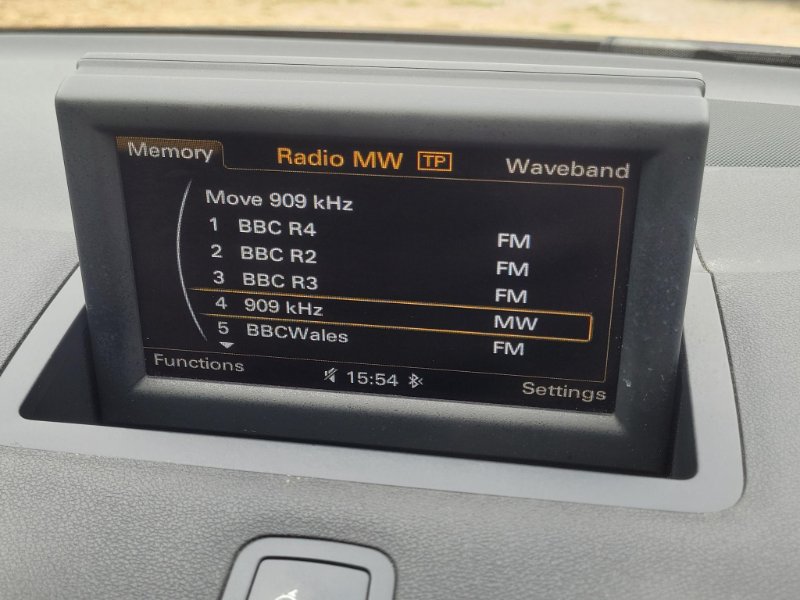 Memory Radio MW TP Waveband
Move 909 kHz
1 BBC R4 FM
2 BBC R2 FM
3 BBC R3 FM
4 909 kHz MW
5 BBCWales FM
Functions 15:54 Settings